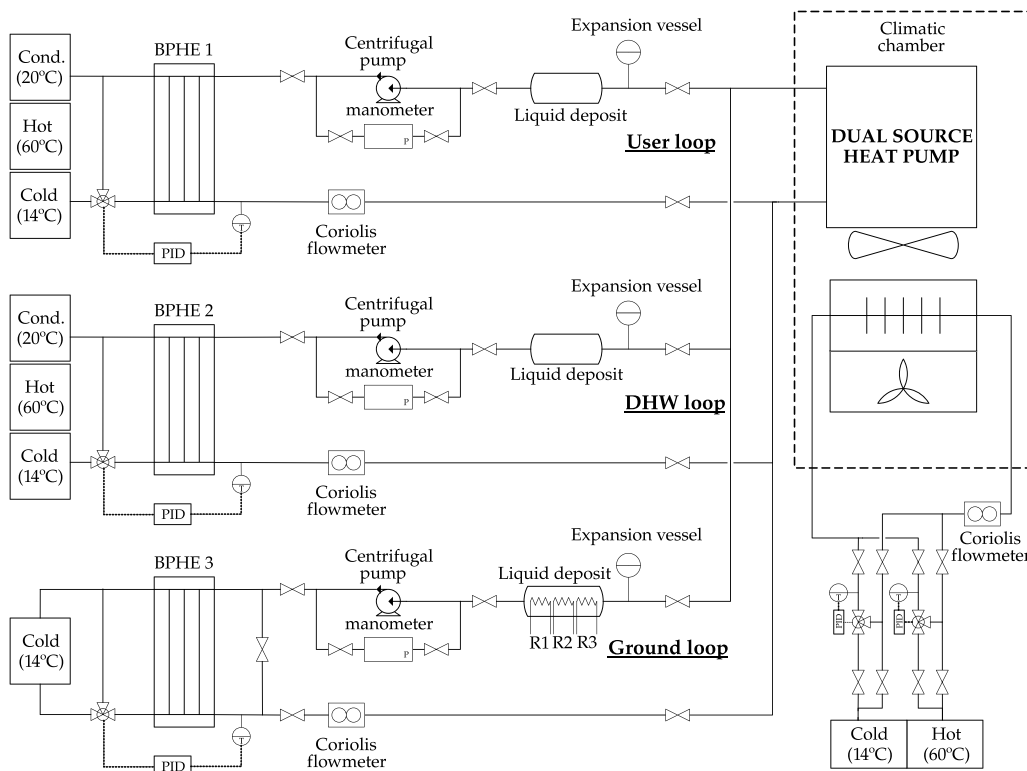 Cond.
(20ºC)
Hot
(60ºC)
Cold
(14ºC)
BPHE 1
PID
T
Centrifugal
pump
manometer
P
Coriolis
flowmeter
Liquid deposit
Expansion vessel
User loop
Cond.
(20ºC)
Hot
(60ºC)
Cold
(14ºC)
BPHE 2
PID
T
Centrifugal
pump
manometer
P
Coriolis
flowmeter
Liquid deposit
Expansion vessel
DHW loop
Cold
(14ºC)
BPHE 3
PID
T
Centrifugal
pump
manometer
P
Coriolis
flowmeter
Liquid deposit
R1 R2 R3
Expansion vessel
Ground loop
Climatic
chamber
DUAL SOURCE
HEAT PUMP
Coriolis
flowmeter
T
PID
T
PID
Cold
(14ºC)
Hot
(60ºC)